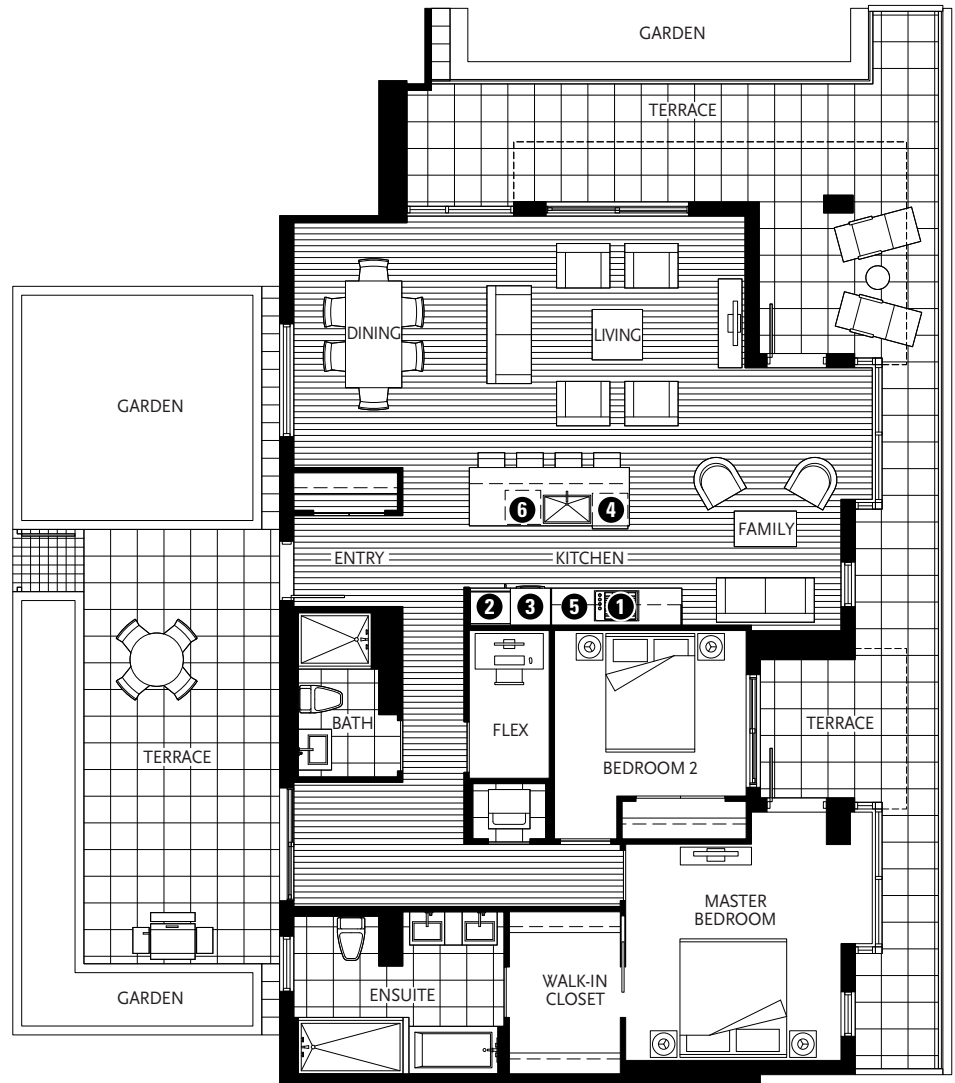 GARDEN
TERRACE
DINING
LIVING
GARDEN
6
4
FAMILY
ENTRY
KITCHEN
2
3
5
1
BATH
FLEX
TERRACE
TERRACE
BEDROOM 2
MASTER
BEDROOM
WALK-IN
CLOSET
ENSUITE
GARDEN